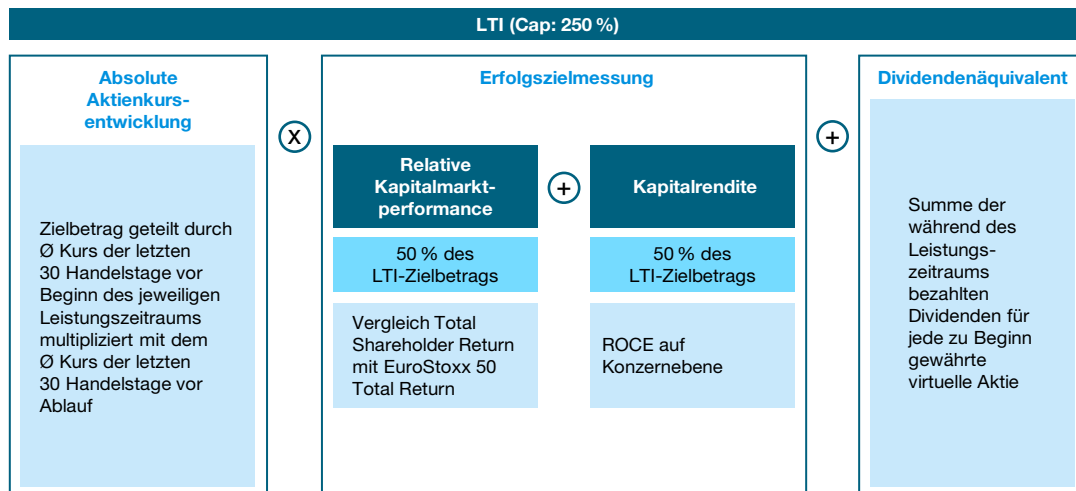 LTI (Cap: 250 %)
Absolute
Aktienkurs-
entwicklung
Zielbetrag geteilt durch
Ø Kurs der letzten
30 Handelstage vor
Beginn des jeweiligen
Leistungszeitraums
multipliziert mit dem
Ø Kurs der letzten
30 Handelstage vor
Ablauf
X
Erfolgszielmessung
Relative
Kapitalmarkt-
performance
50 % des
LTI-Zielbetrags
Vergleich Total
Shareholder Return
mit EuroStoxx 50
Total Return
+
Kapitalrendite
50 % des
LTI-Zielbetrags
ROCE auf
Konzernebene
+
Dividendenäquivalent
Summe der
während des
Leistungs-
zeitraums
bezahlten
Dividenden für
jede zu Beginn
gewährte
virtuelle Aktie